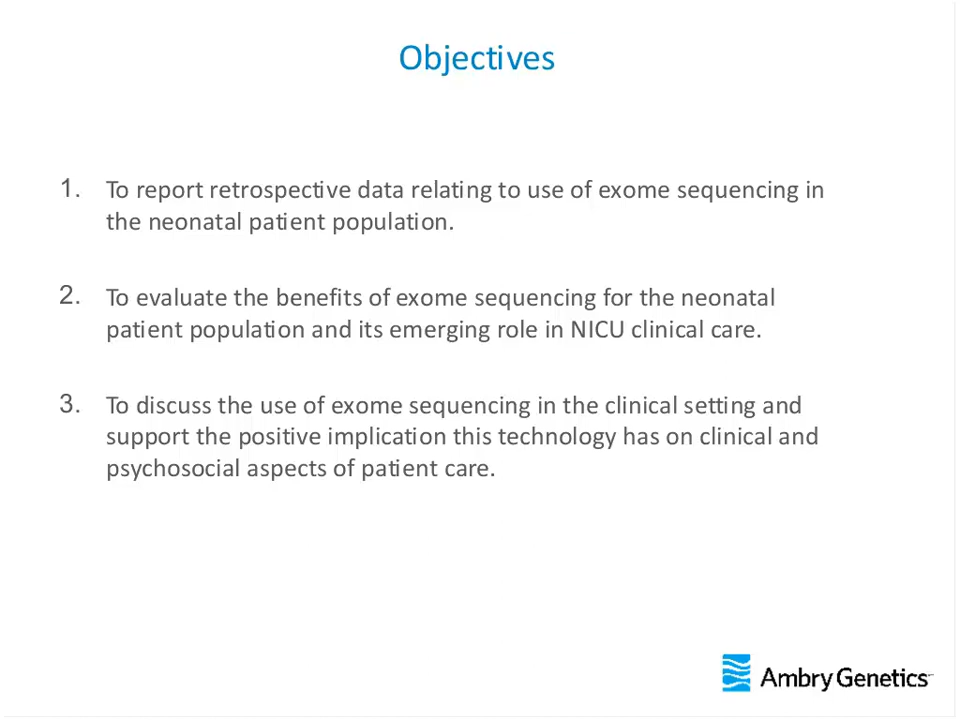 Objectives
1. To report retrospective data relating to use of exome sequencing in
the neonatal patient population.
2. To evaluate the benefits of exome sequencing for the neonatal
patient population and its emerging role in NICU clinical care.
3. To discuss the use of exome sequencing in the clinical setting and
support the positive implication this technology has on clinical and
psychosocial aspects of patient care.
Ambry Genetics